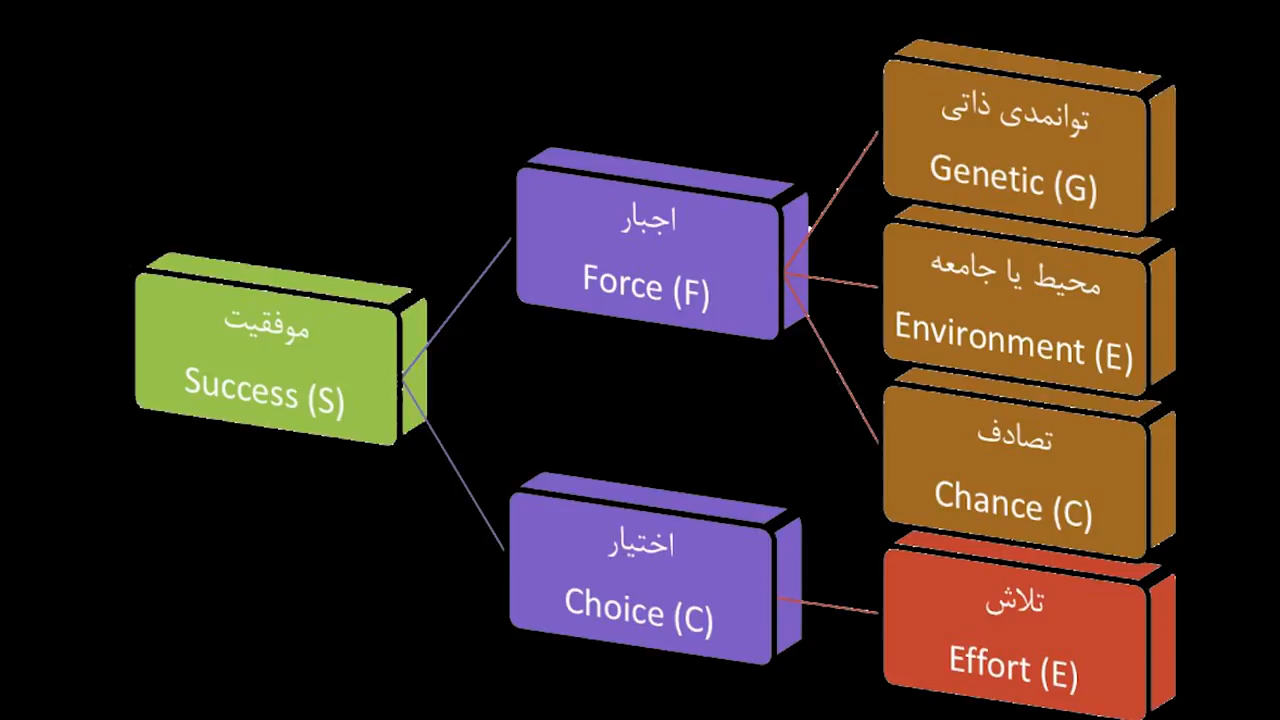 موفقیت
Success (S)
اجبار
Force (F)
اختیار
Choice (C)
توانمدی ذاتی
Genetic (G)
محیط یا جامعه
Environment (E)
تصادف
Chance (C)
تلاش
Effort (E)